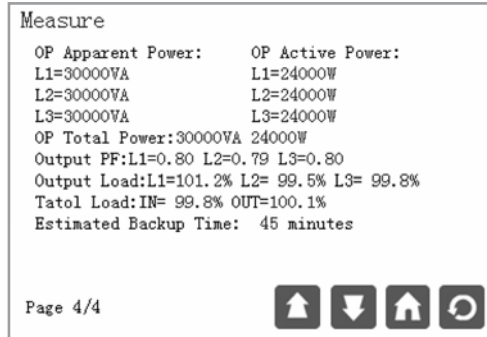 Measure
OP Apparent Power: OP Active Power:
L1=30000VA L1=24000W
L2=30000VA L2=24000W
L3=30000VA L3=24000W
OP Total Power:30000VA 24000W
Output PF:L1=0.80 L2=0.79 L3=0.80
Output Load:L1=101.2% L2= 99.5% L3= 99.8%
Tatol Load:IN= 99.8% OUT=100.1%
Estimated Backup Time: 45 minutes
Page 4/4